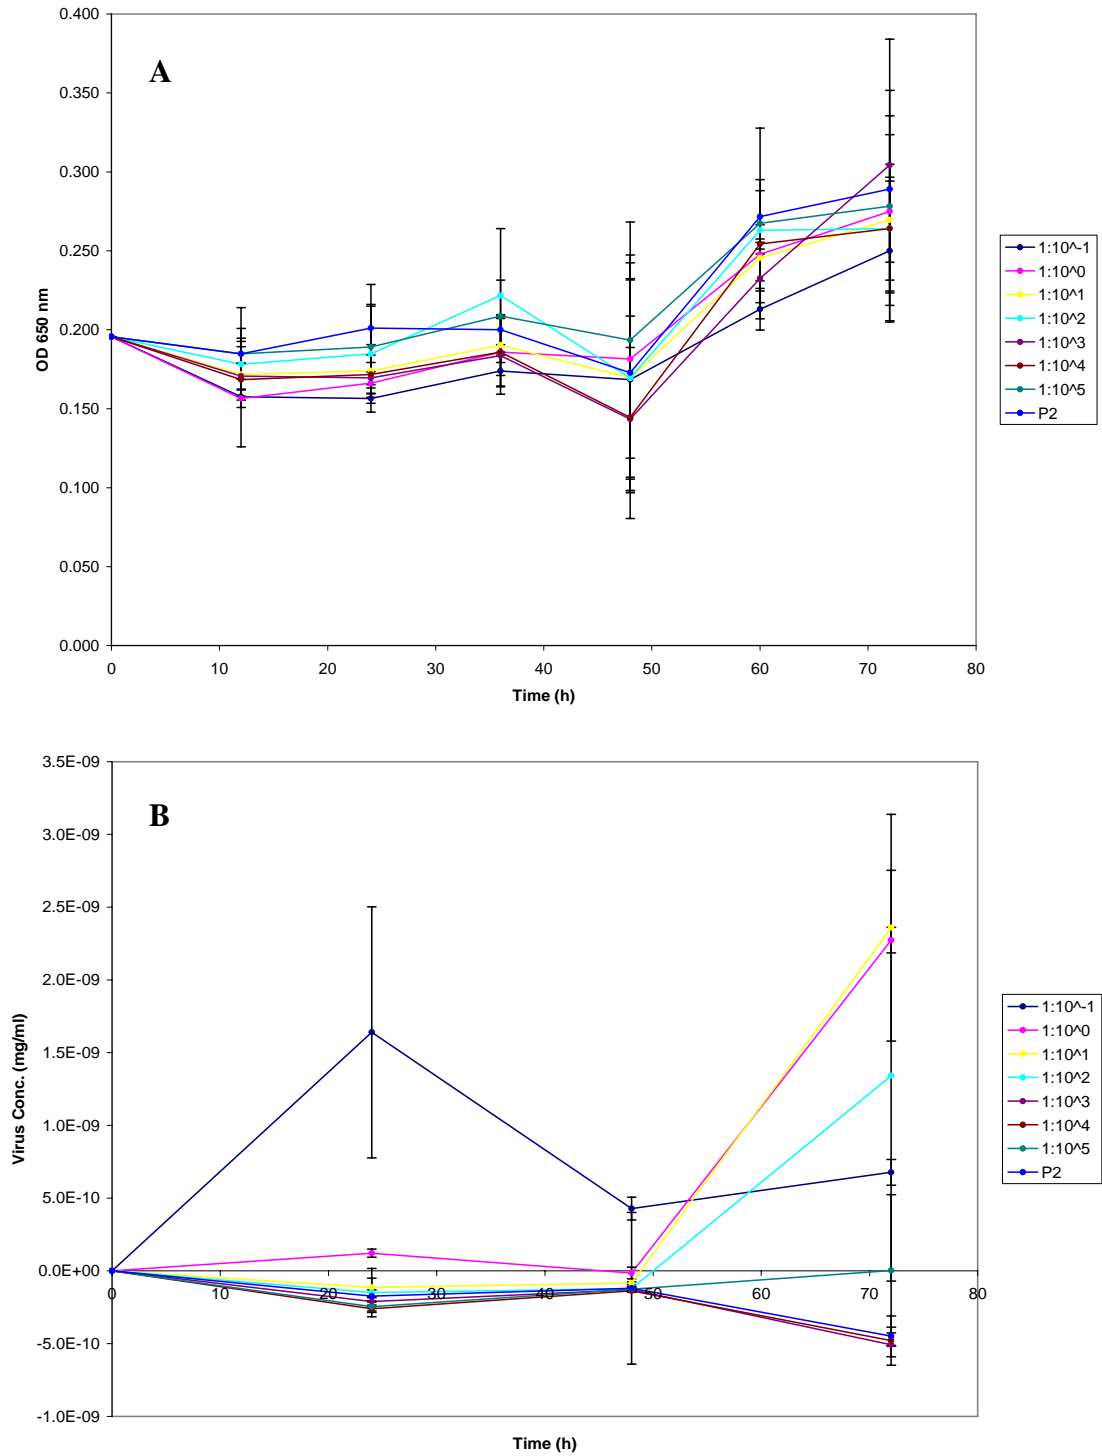 A
OD 650 nm
0.400
0.350
0.300
0.250
0.200
0.150
0.100
0.050
0.000
0 10 20 30 40 50 60 70 80
Time (h)
1:10^-1
1:10^0
1:10^1
1:10^2
1:10^3
1:10^4
1:10^5
P2
B
Virus Conc. (mg/ml)
3.5E-09
3.0E-09
2.5E-09
2.0E-09
1.5E-09
1.0E-09
5.0E-10
0.0E+00
-5.0E-10
-1.0E-09
0 10 20 30 40 50 60 70 80
Time (h)
1:10^-1
1:10^0
1:10^1
1:10^2
1:10^3
1:10^4
1:10^5
P2